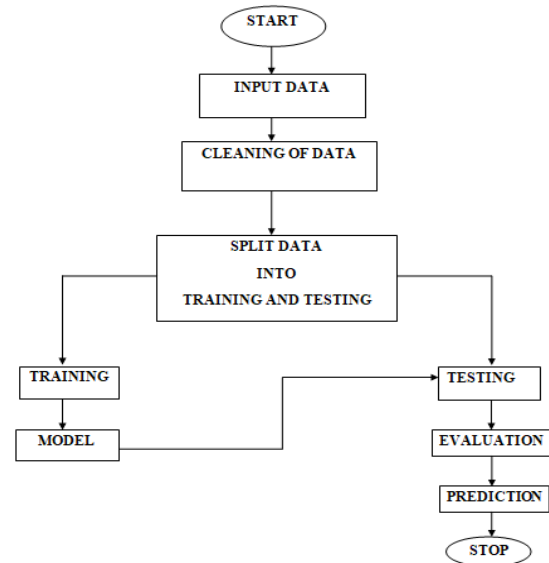 START
INPUT DATA
CLEANING OF DATA
SPLIT DATA
INTO
TRAINING AND TESTING
TRAINING
TESTING
MODEL
EVALUATION
PREDICTION
STOP